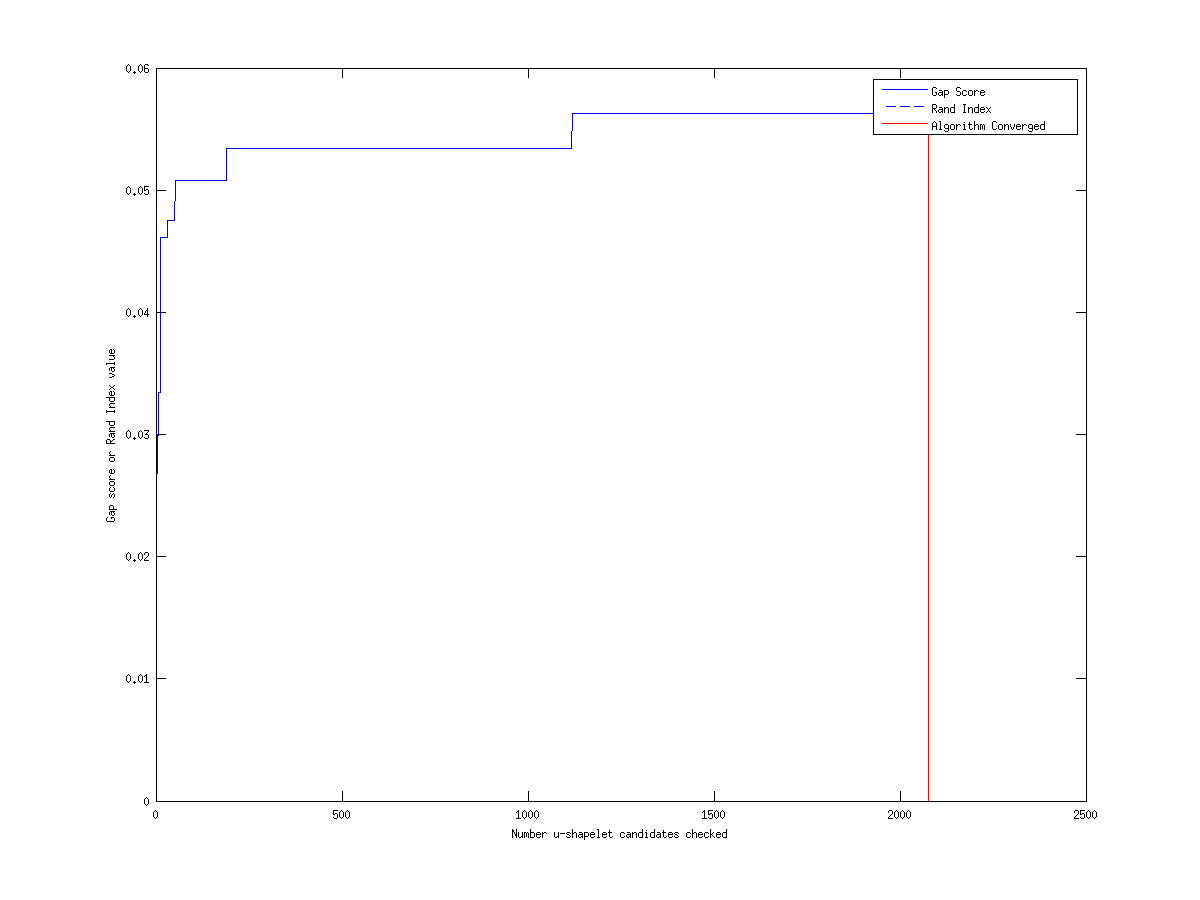 0.06
0.05
0.04
0.03
0.02
0.01
0
Gap score or Rand Index value
Gap Score
Rand Index
Algorithm Converged
0 500 1000 1500 2000 2500
Number u-shapelet candidates checked